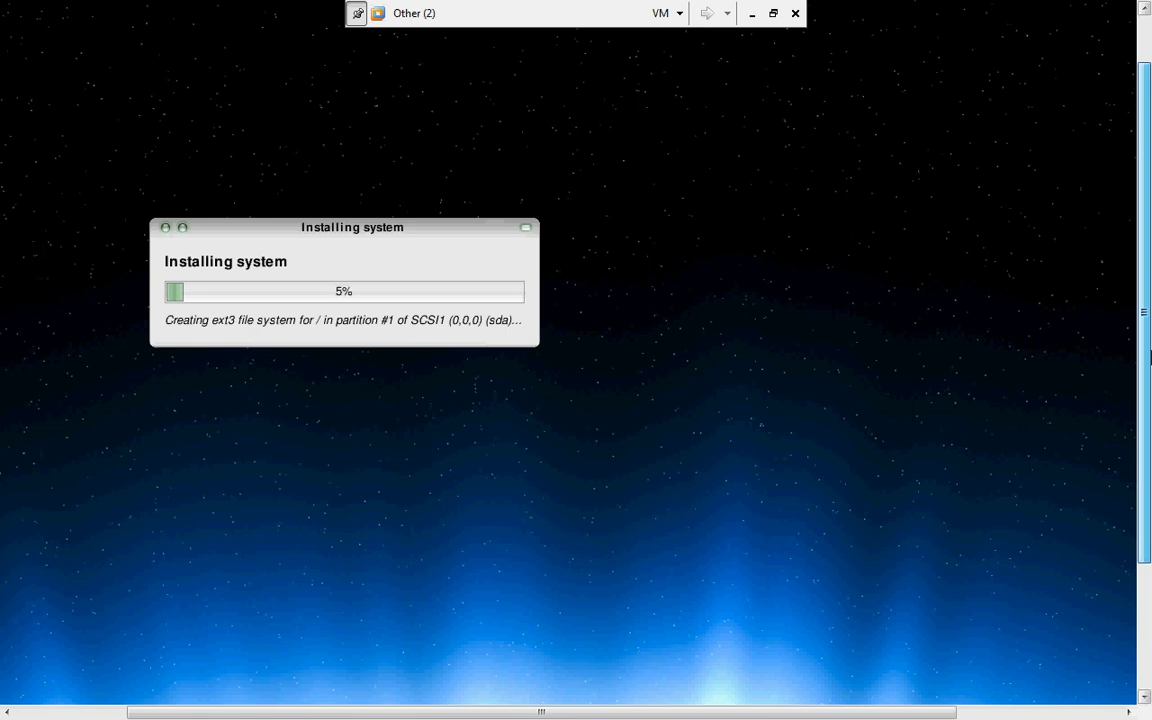 Other (2)
VM
Installing system
Installing system
5%
Creating ext3 file system for / in partition #1 of SCSI1 (0,0,0) (sda)...